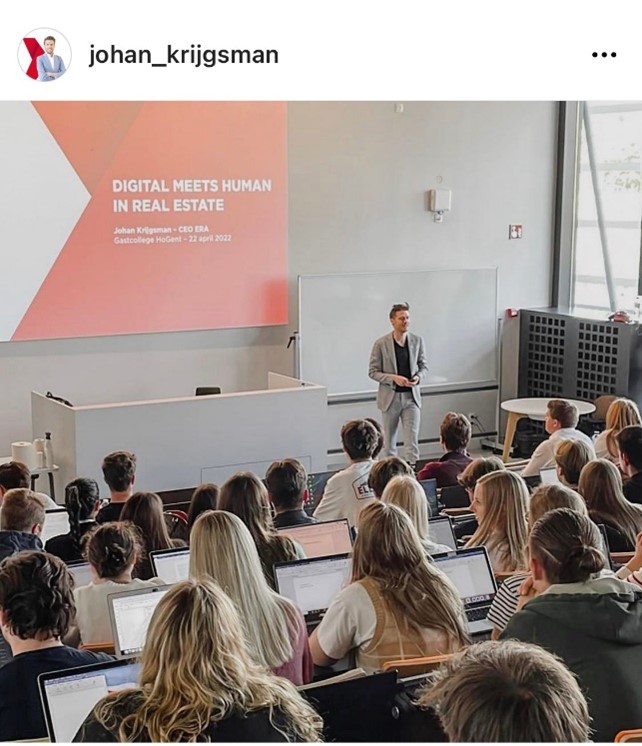 johan_krijgsman
DIGITAL MEETS HUMAN
IN REAL ESTATE
Johan Krijgsman – CEO ERA
Gastcollege HoGent – 22 april 2022